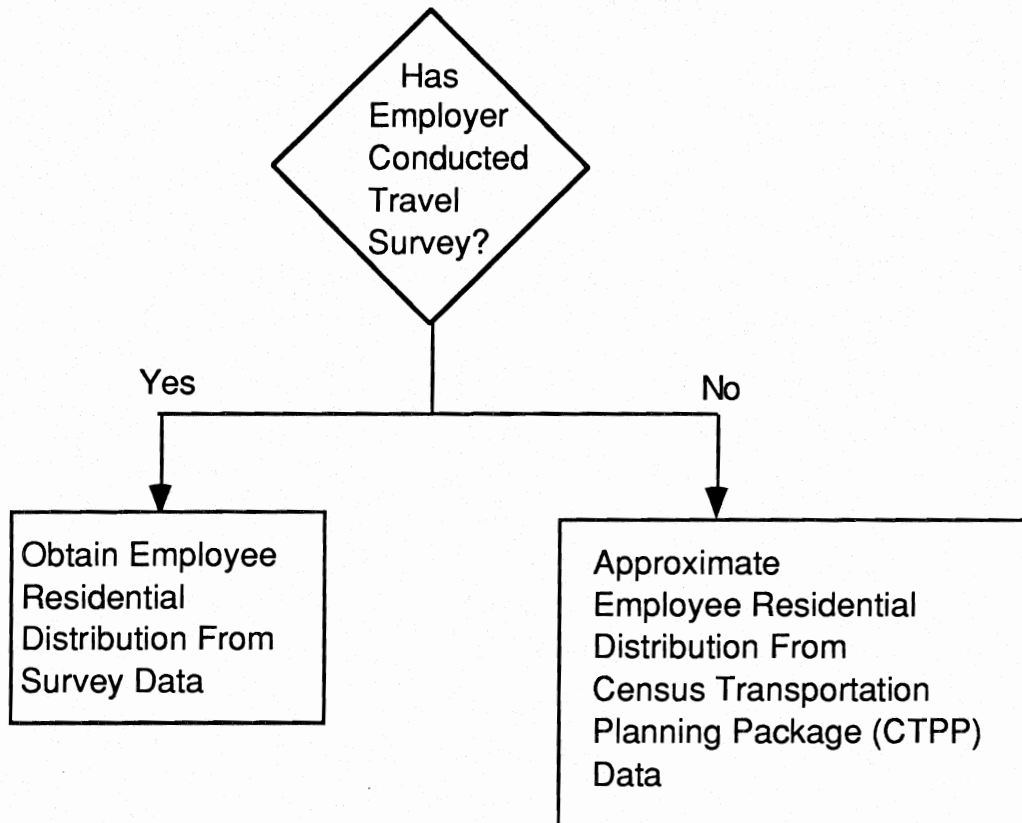 Has
Employer
Conducted
Travel
Survey?
Yes
No
Obtain Employee
Residential
Distribution From
Survey Data
Approximate
Employee Residential
Distribution From
Census Transportation
Planning Package (CTPP)
Data